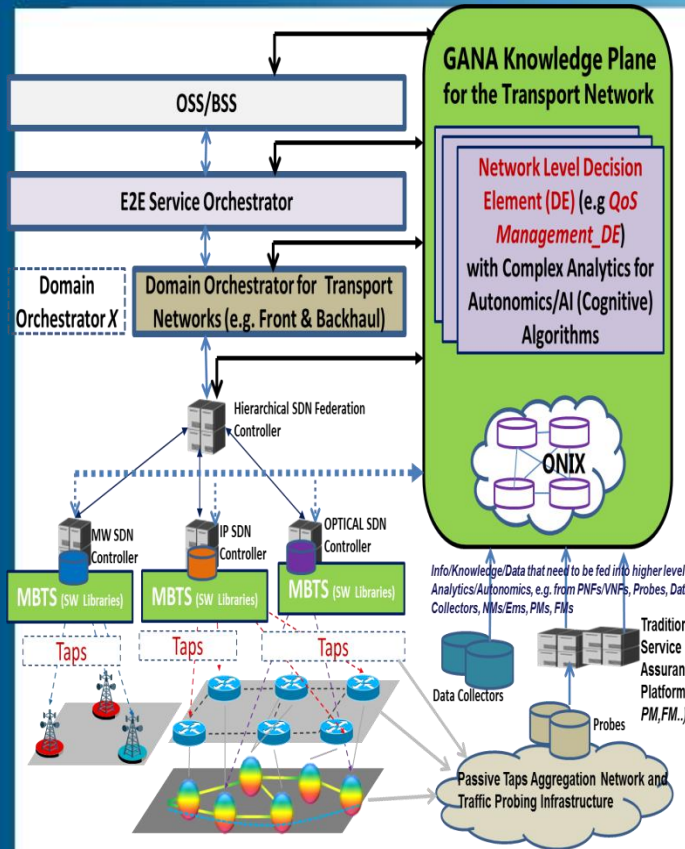 GANA Knowledge Plane
for the Transport Network
OSS/BSS
Network Level Decision
Element (DE) (e.g QoS
Management_DE)
with Complex Analytics for
Autonomics/AI (Cognitive)
Algorithms
E2E Service Orchestrator
Domain
Orchestrator X
Domain Orchestrator for Transport
Networks (e.g. Front & Backhaul)
Hierarchical SDN Federation
Controller
ONIX
MW SDN
Controller
IP SDN
Controller
OPTICAL SDN
Controller
MBTS (SW Libraries)
MBTS (SW Libraries)
MBTS (SW Libraries)
Info/Knowledge/Data that need to be fed into higher level
Analytics/Autonomics, e.g. from PNFs/VNFs, Probes, Dat
Collectors, NMs/Ems, PMs, FMs
Taps
Taps
Taps
Data Collectors
Tradition
Service
Assuran
Platform
PM,FM..)
Probes
Passive Taps Aggregation Network and
Traffic Probing Infrastructure